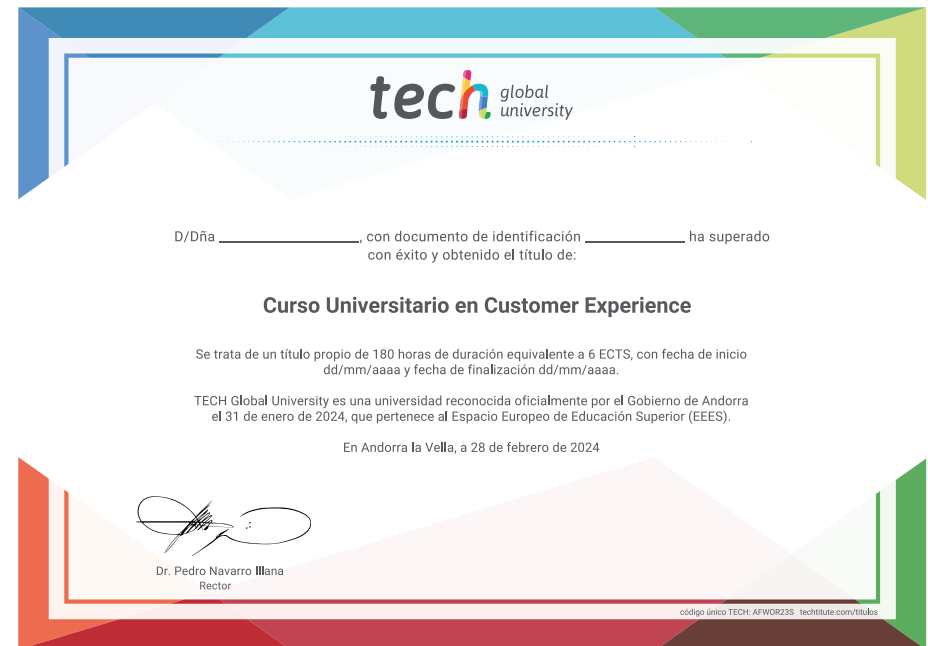 tech global university
D/Dña ________________, con documento de identificación ____________ ha superado
con éxito y obtenido el título de:
Curso Universitario en Customer Experience
Se trata de un título propio de 180 horas de duración equivalente a 6 ECTS, con fecha de inicio
dd/mm/aaaa y fecha de finalización dd/mm/aaaa.
TECH Global University es una universidad reconocida oficialmente por el Gobierno de Andorra
el 31 de enero de 2024, que pertenece al Espacio Europeo de Educación Superior (EEES).
En Andorra la Vella, a 28 de febrero de 2024
Dr. Pedro Navarro Illana
Rector
código único TECH: AFWOR23S techtitute.com/titulos